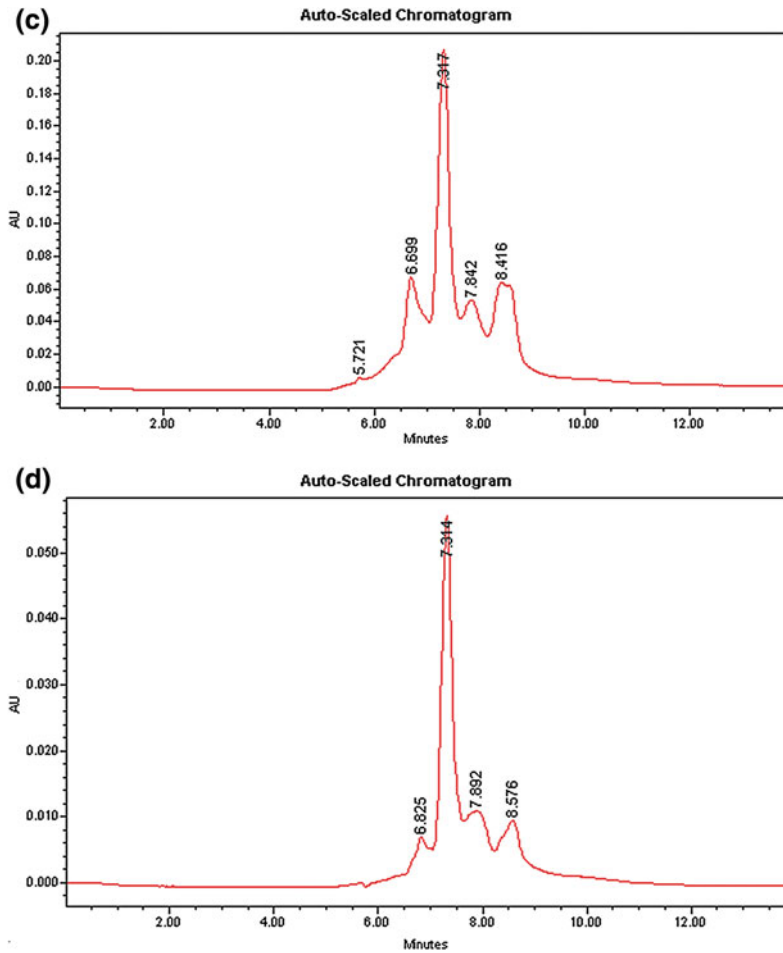 (c)
Auto-Scaled Chromatogram
0.20
0.18
0.16
0.14
0.12
0.10
0.08
0.06
0.04
0.02
0.00
AU
5.721
6.699
7.317
7.842
8.416
2.00 4.00 6.00 8.00 10.00 12.00
Minutes
(d)
Auto-Scaled Chromatogram
0.050
0.040
0.030
0.020
0.010
0.000
AU
6.825
7.314
7.892
8.576
2.00 4.00 6.00 8.00 10.00 12.00
Minutes